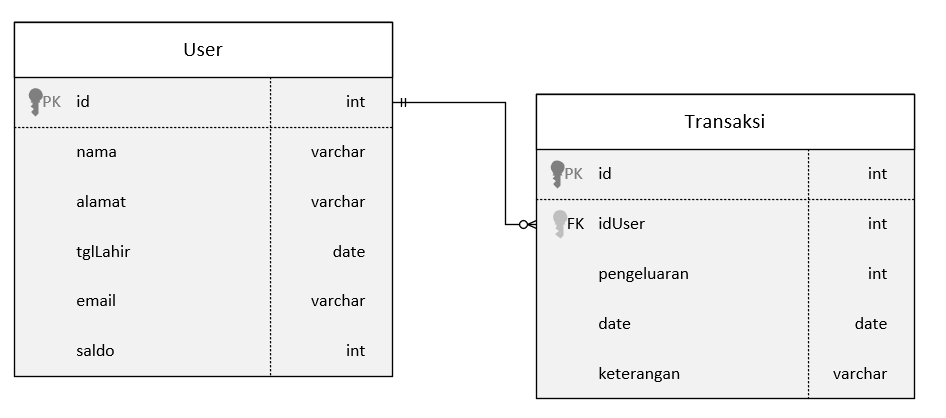 User
PK id int
nama varchar
alamat varchar
tglLahir date
email varchar
saldo int
Transaksi
PK id int
FK idUser int
pengeluaran int
date date
keterangan varchar